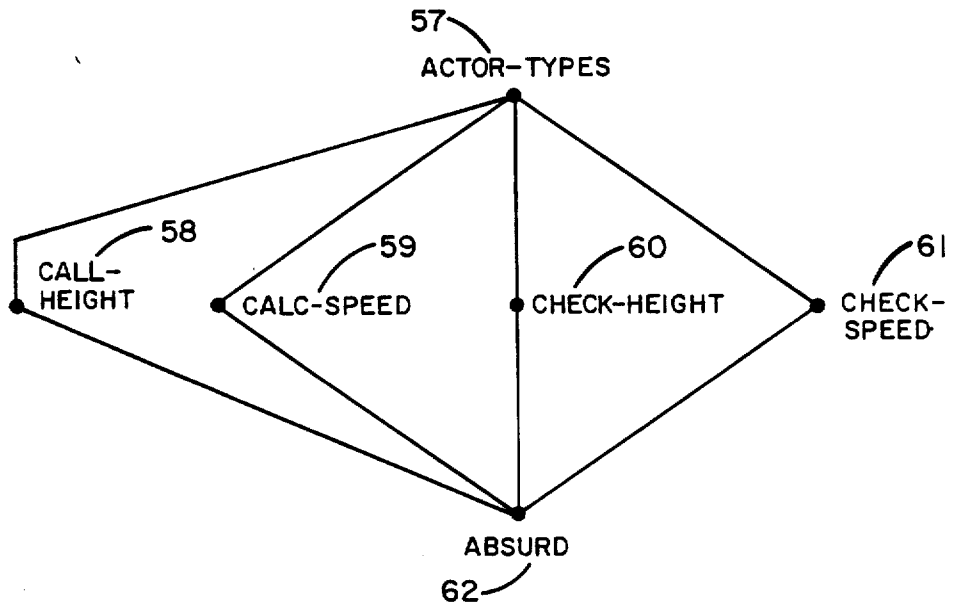 57
ACTOR-TYPES
58
CALL-
HEIGHT
59
CALC-SPEED
60
CHECK-HEIGHT
61
CHECK-
SPEED
ABSURD
62